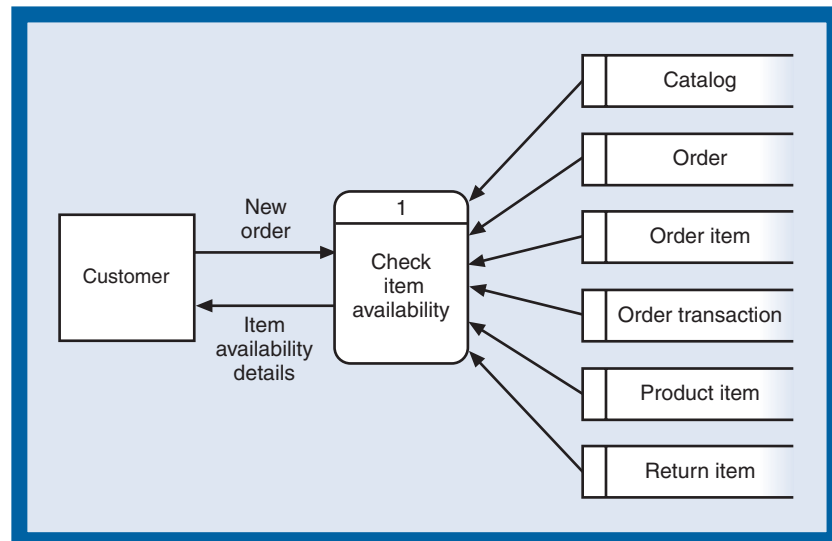 Catalog
Order
1
New
order
Order item
Check
item
availability
Customer
Order transaction
Item
availability
details
Product item
Return item